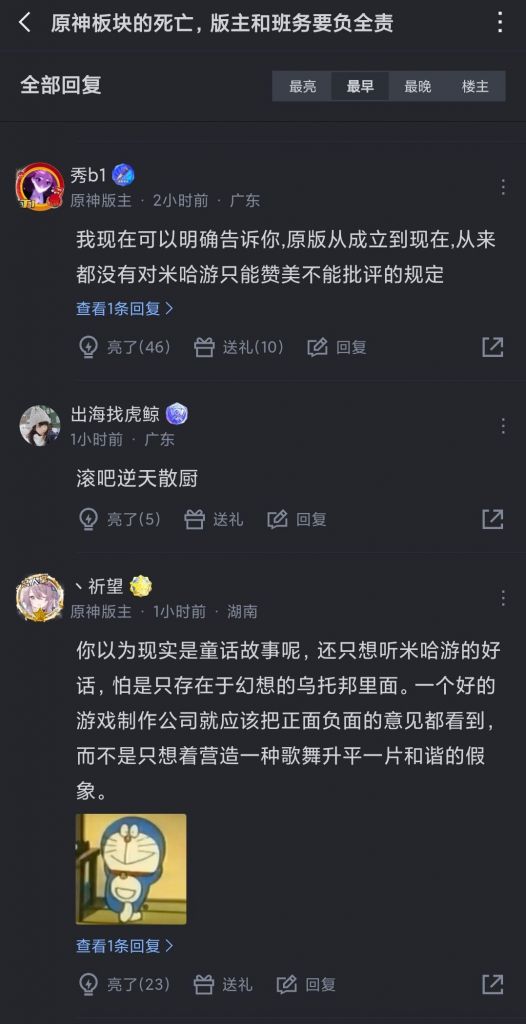 原神板块的死亡，版主和班务要负全责
全部回复
最亮 最早 最晚 楼主
秀b1
原神版主 · 2小时前 · 广东
我现在可以明确告诉你,原版从成立到现在,从来
都没有对米哈游只能赞美不能批评的规定
查看1条回复
亮了(46) 送礼(10) 回复
出海找虎鲸
1小时前 · 广东
滚吧逆天散厨
亮了(5) 送礼 回复
丶祈望
原神版主 · 1小时前 · 湖南
你以为现实是童话故事呢，还只想听米哈游的好
话，怕是只存在于幻想的乌托邦里面。一个好的
游戏制作公司就应该把正面负面的意见都看到，
而不是只想着营造一种歌舞升平一片和谐的假
象。
查看1条回复
亮了(23) 送礼 回复